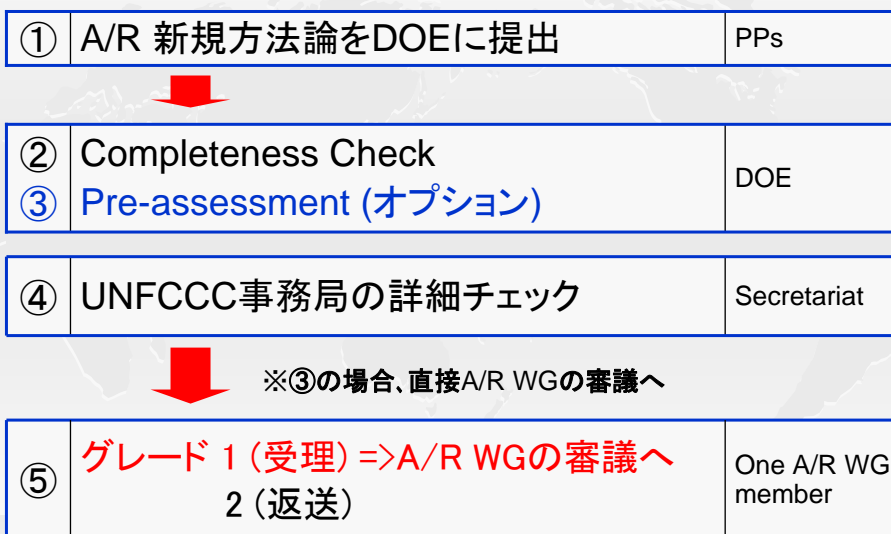 ① A/R 新規方法論をDOEに提出 PPs
② Completeness Check
③ Pre-assessment (オプション)
DOE
④ UNFCCC事務局の詳細チェック Secretariat
※③の場合、直接A/R WGの審議へ
⑤ グレード 1 (受理) =>A/R WGの審議へ
2 (返送)
One A/R WG
member